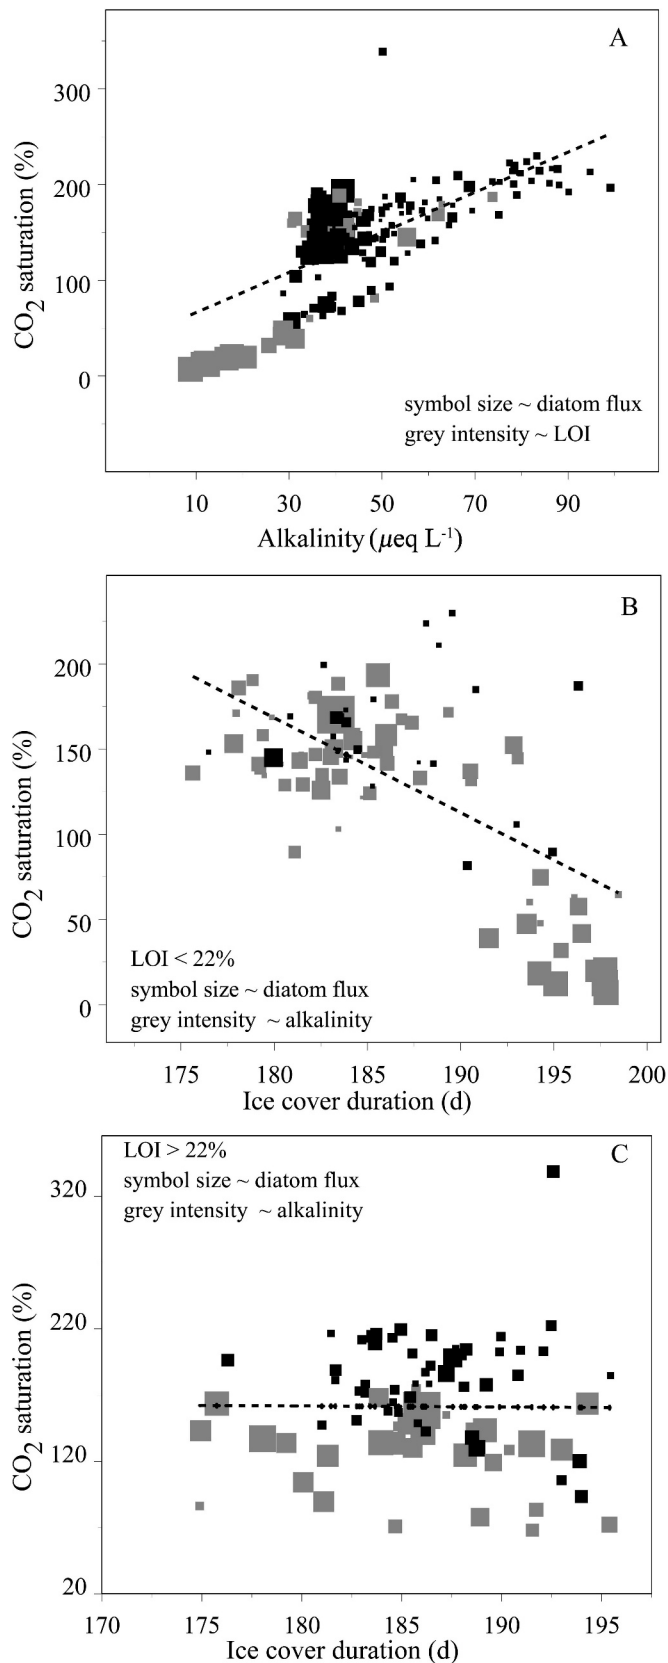 A
300
200
100
0
CO2 saturation (%)
symbol size ~ diatom flux
grey intensity ~ LOI
10 30 50 70 90
Alkalinity (µeq L-1)
B
200
150
100
50
0
CO2 saturation (%)
LOI < 22%
symbol size ~ diatom flux
grey intensity ~ alkalinity
175 180 185 190 195 200
Ice cover duration (d)
LOI > 22%
C
symbol size ~ diatom flux
grey intensity ~ alkalinity
320
220
120
20
CO2 saturation (%)
170 175 180 185 190 195
Ice cover duration (d)